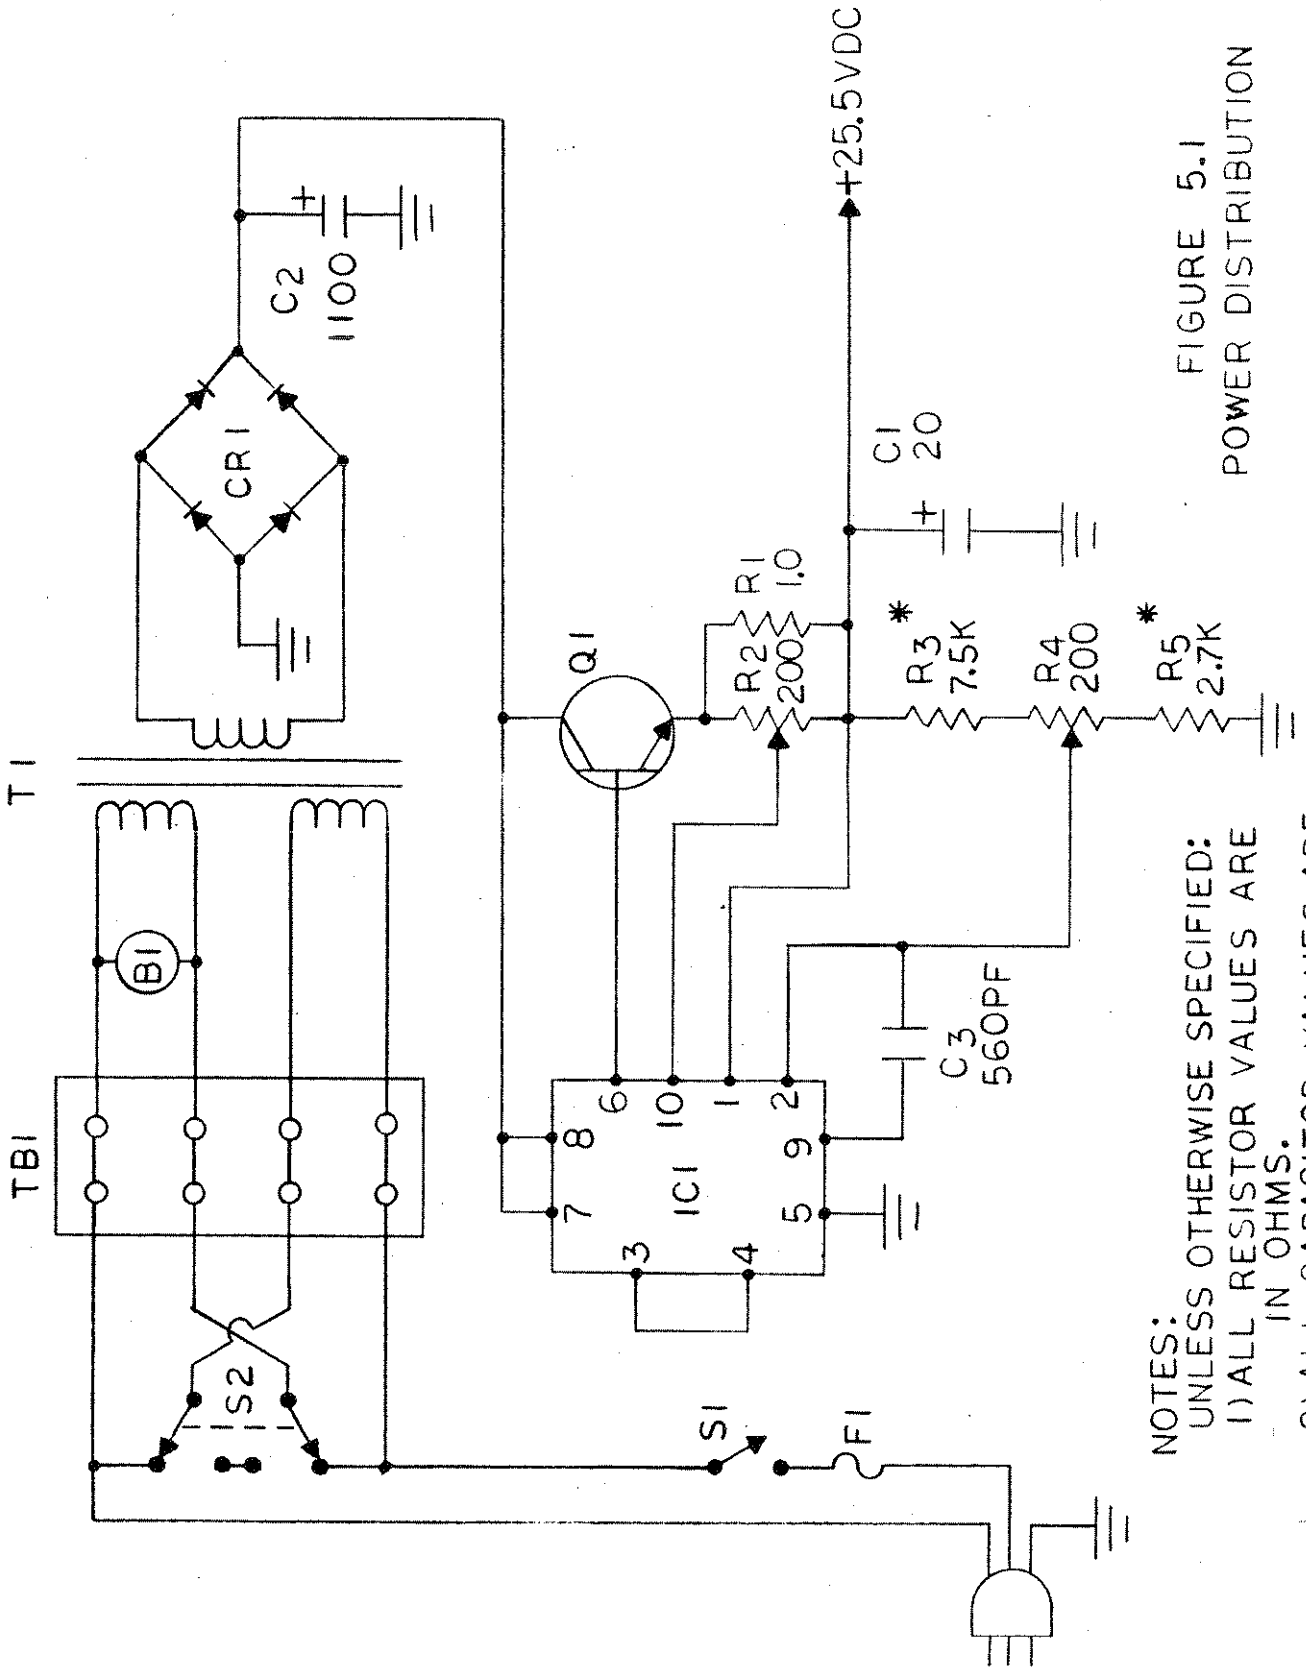 T1
TB1
B1
S2
CR1
C2
1100
+
Q1
IC1
7
8
6
10
1
2
9
5
3
4
R2
200
R1
1.0
+25.5VDC
C1
20
+
R3 *
7.5K
R4
200
R5 *
2.7K
C3
560PF
S1
F1
NOTES:
UNLESS OTHERWISE SPECIFIED:
1) ALL RESISTOR VALUES ARE
IN OHMS.
FIGURE 5.1
POWER DISTRIBUTION